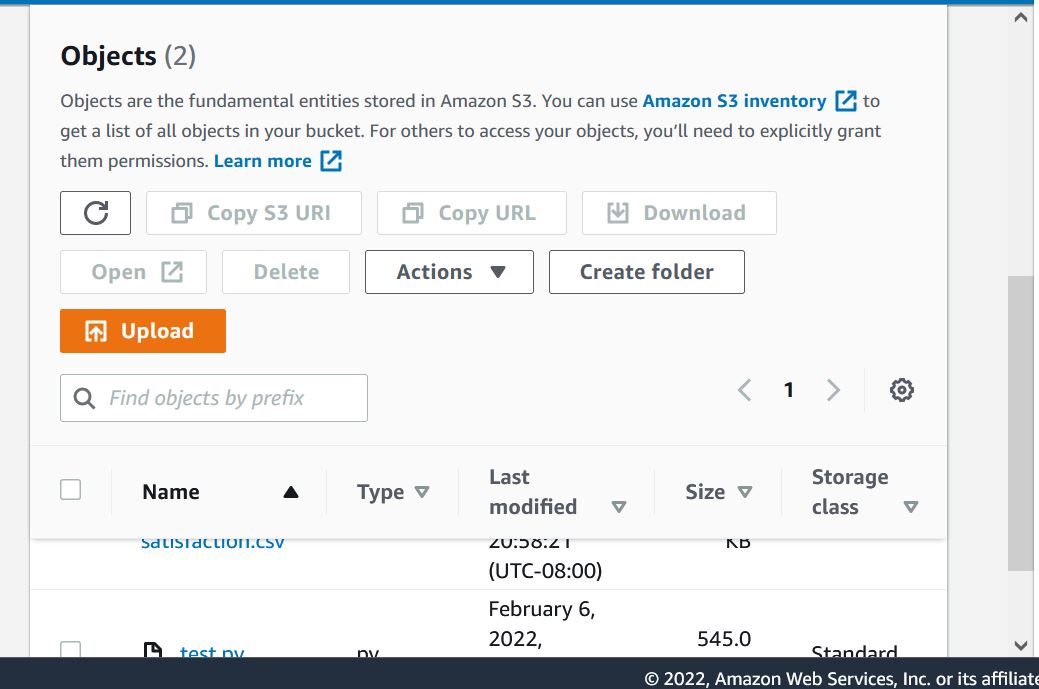 Objects (2)
Objects are the fundamental entities stored in Amazon S3. You can use Amazon S3 inventory to
get a list of all objects in your bucket. For others to access your objects, you'll need to explicitly grant
them permissions. Learn more
Copy S3 URI Copy URL Download
Open Delete Actions Create folder
Upload
Find objects by prefix 1
Name Type Last modified Size Storage class
satisfaction.csv 20:58:21 KB
(UTC-08:00)
February 6,
2022, 545.0
test.py py Standard
© 2022, Amazon Web Services, Inc. or its affiliate